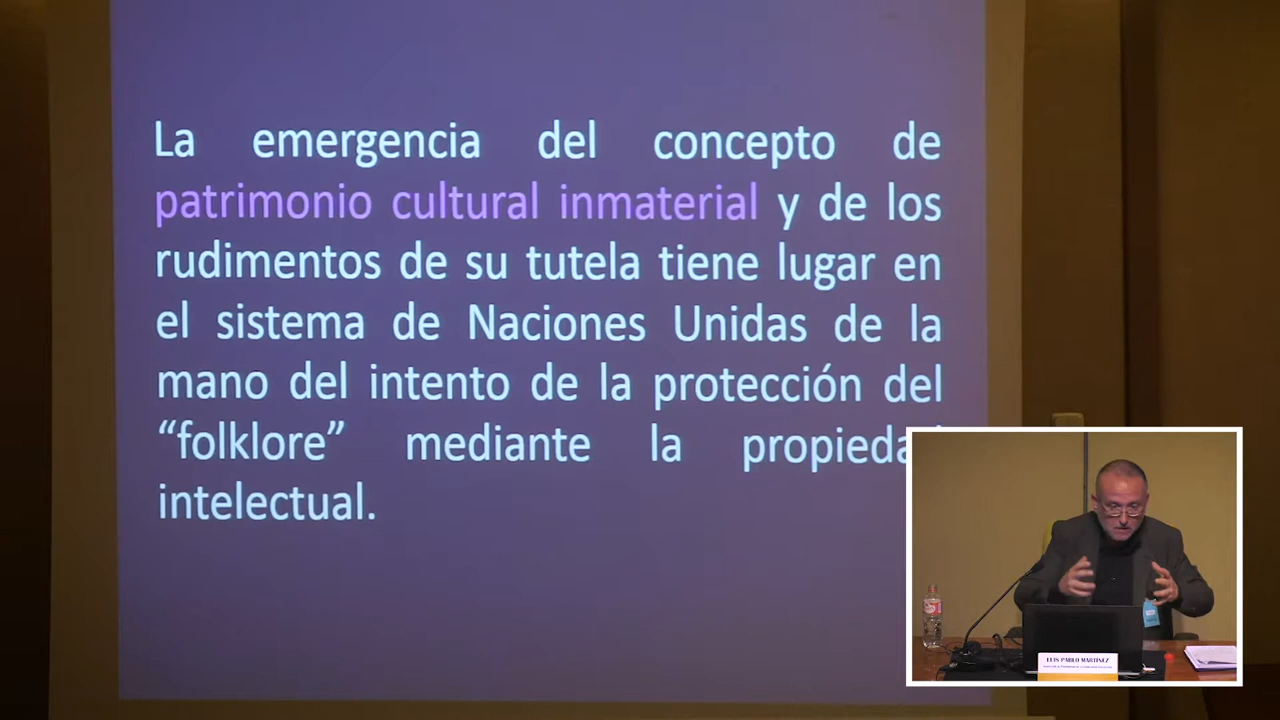 La emergencia del concepto de
patrimonio cultural inmaterial y de los
rudimentos de su tutela tiene lugar en
el sistema de Naciones Unidas de la
mano del intento de la protección del
“folklore” mediante la propiedad
intelectual.
LUIS PABLO MARTÍNEZ